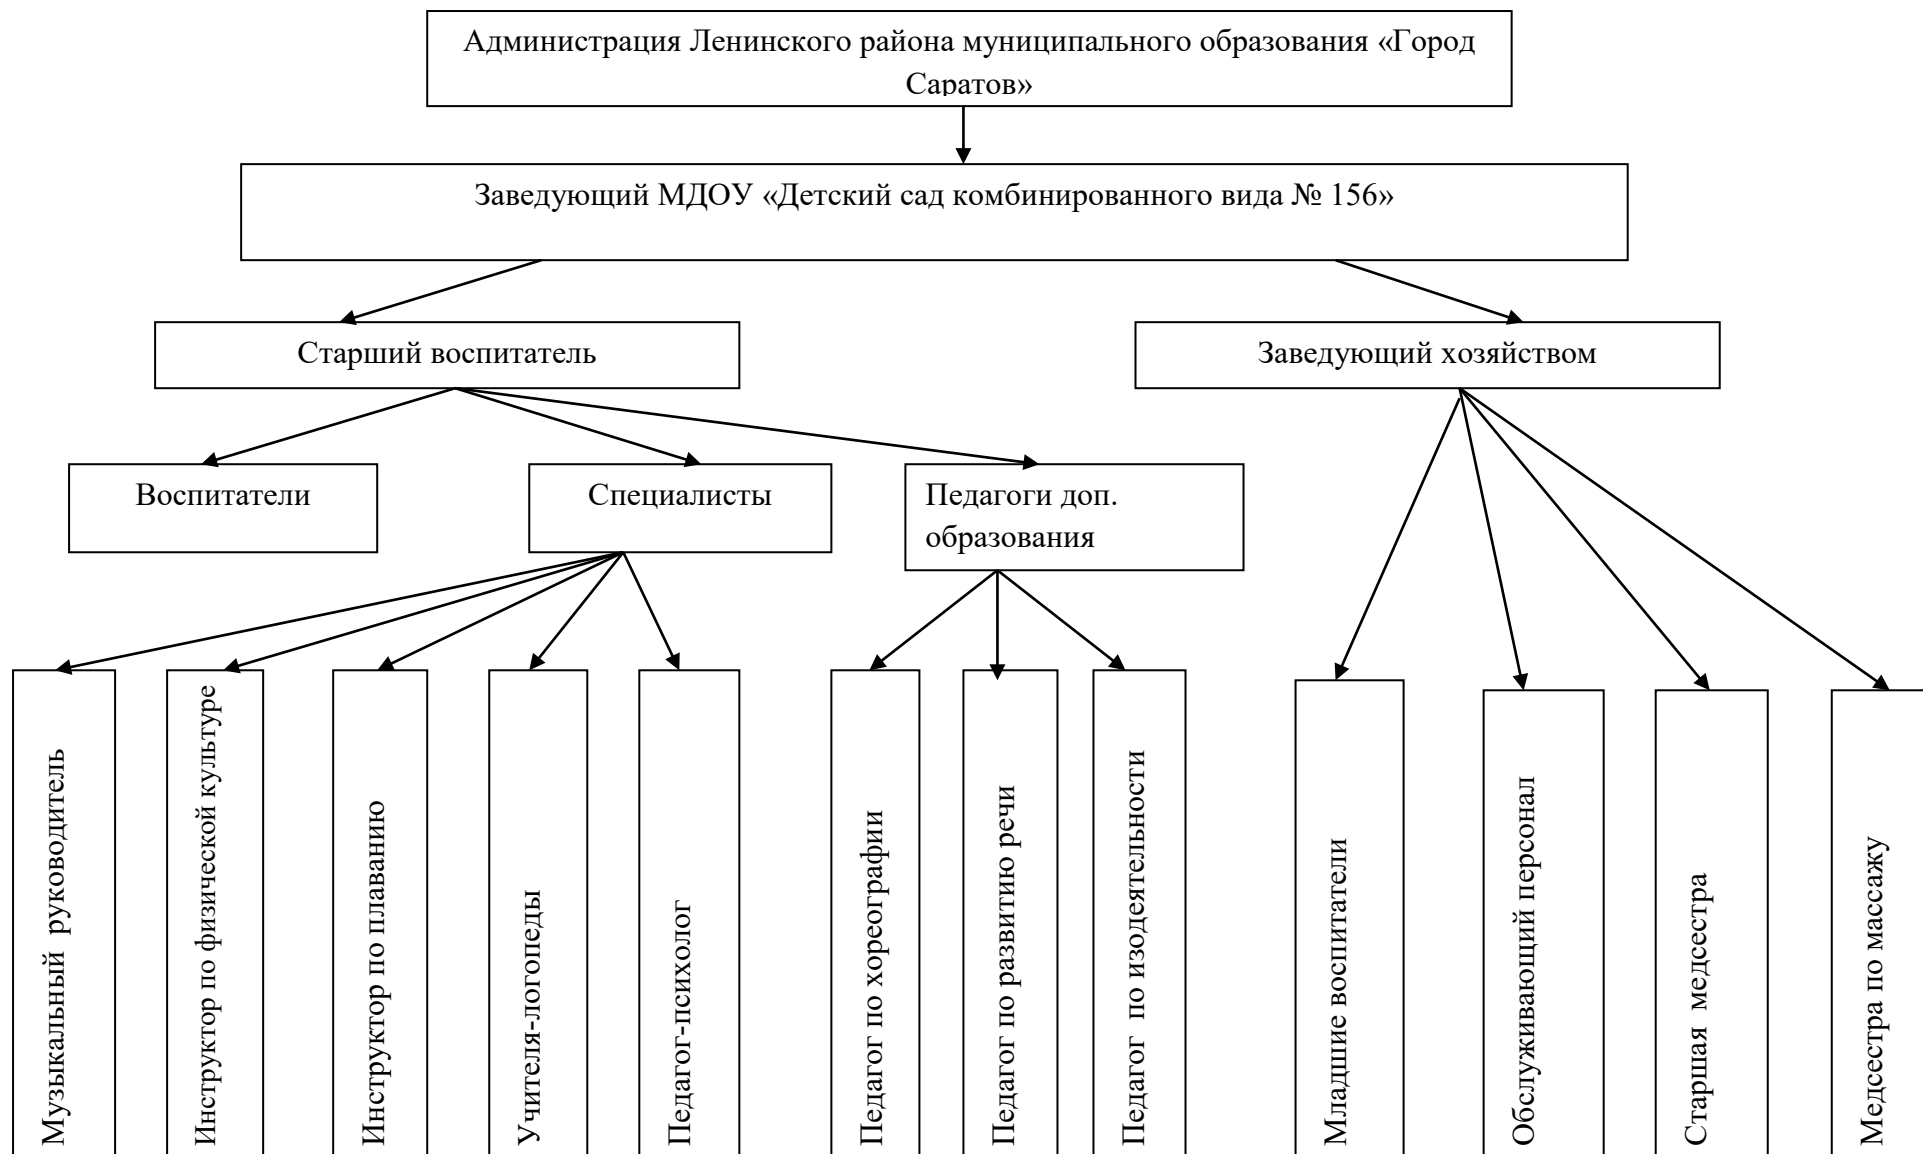 Администрация Ленинского района муниципального образования «Город
Саратов»
Заведующий МДОУ «Детский сад комбинированного вида № 156»
Старший воспитатель
Заведующий хозяйством
Воспитатели
Специалисты
Педагоги доп.
образования
Музыкальный руководитель
Инструктор по физической культуре
Инструктор по плаванию
Учителя-логопеды
Педагог-психолог
Педагог по хореографии
Педагог по развитию речи
Педагог по изодеятельности
Младшие воспитатели
Обслуживающий персонал
Старшая медсестра
Медсестра по массажу